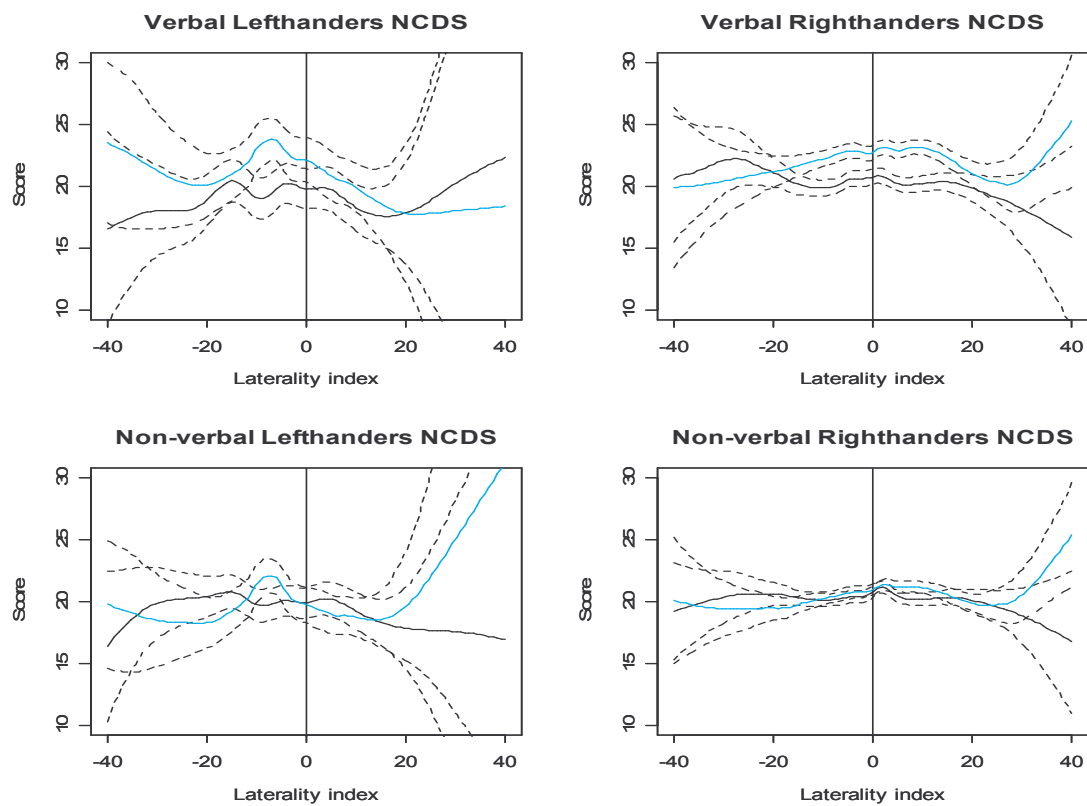 Verbal Lefthanders NCDS
Score
30
25
20
15
10
-40 -20 0 20 40
Laterality index
Verbal Righthanders NCDS
Score
30
25
20
15
10
-40 -20 0 20 40
Laterality index
Non-verbal Lefthanders NCDS
Score
30
25
20
15
10
-40 -20 0 20 40
Laterality index
Non-verbal Righthanders NCDS
Score
30
25
20
15
10
-40 -20 0 20 40
Laterality index